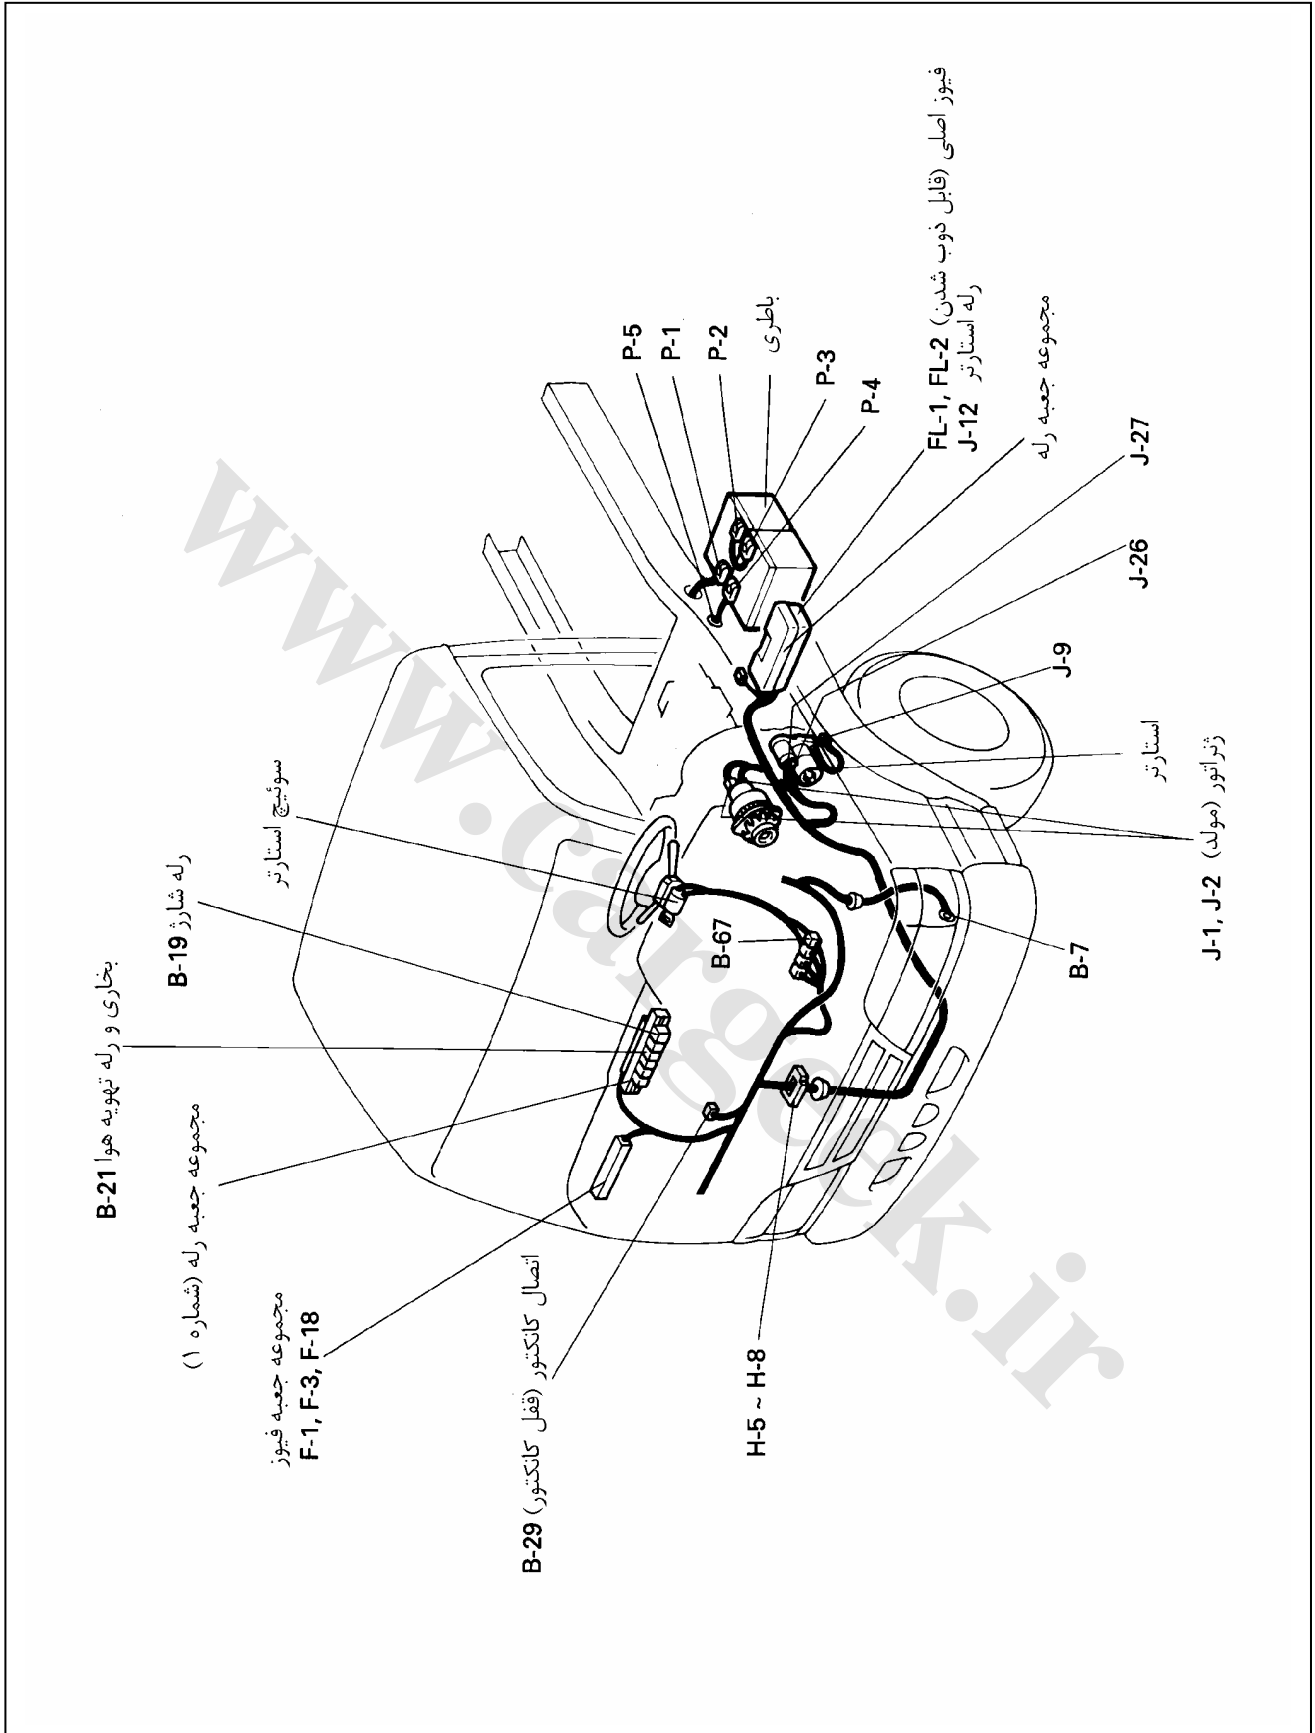 B-21 بخاری و رله تهویه هوا
B-19 رله شارژ
سوئیچ استارتر
مجموعه جعبه رله (شماره ۱)
مجموعه جعبه فیوز
F-1, F-3, F-18
B-29 اتصال کانکتور (قفل کانکتور)
H-5 ~ H-8
B-67
P-5
P-1
P-2
باطری
P-3
P-4
FL-1, FL-2 فیوز اصلی (قابل ذوب شدن)
J-12 رله استارتر
مجموعه جعبه رله
J-27
J-26
J-9
استارتر
J-1, J-2 ژنراتور (مولد)
B-7
www.cargeek.ir